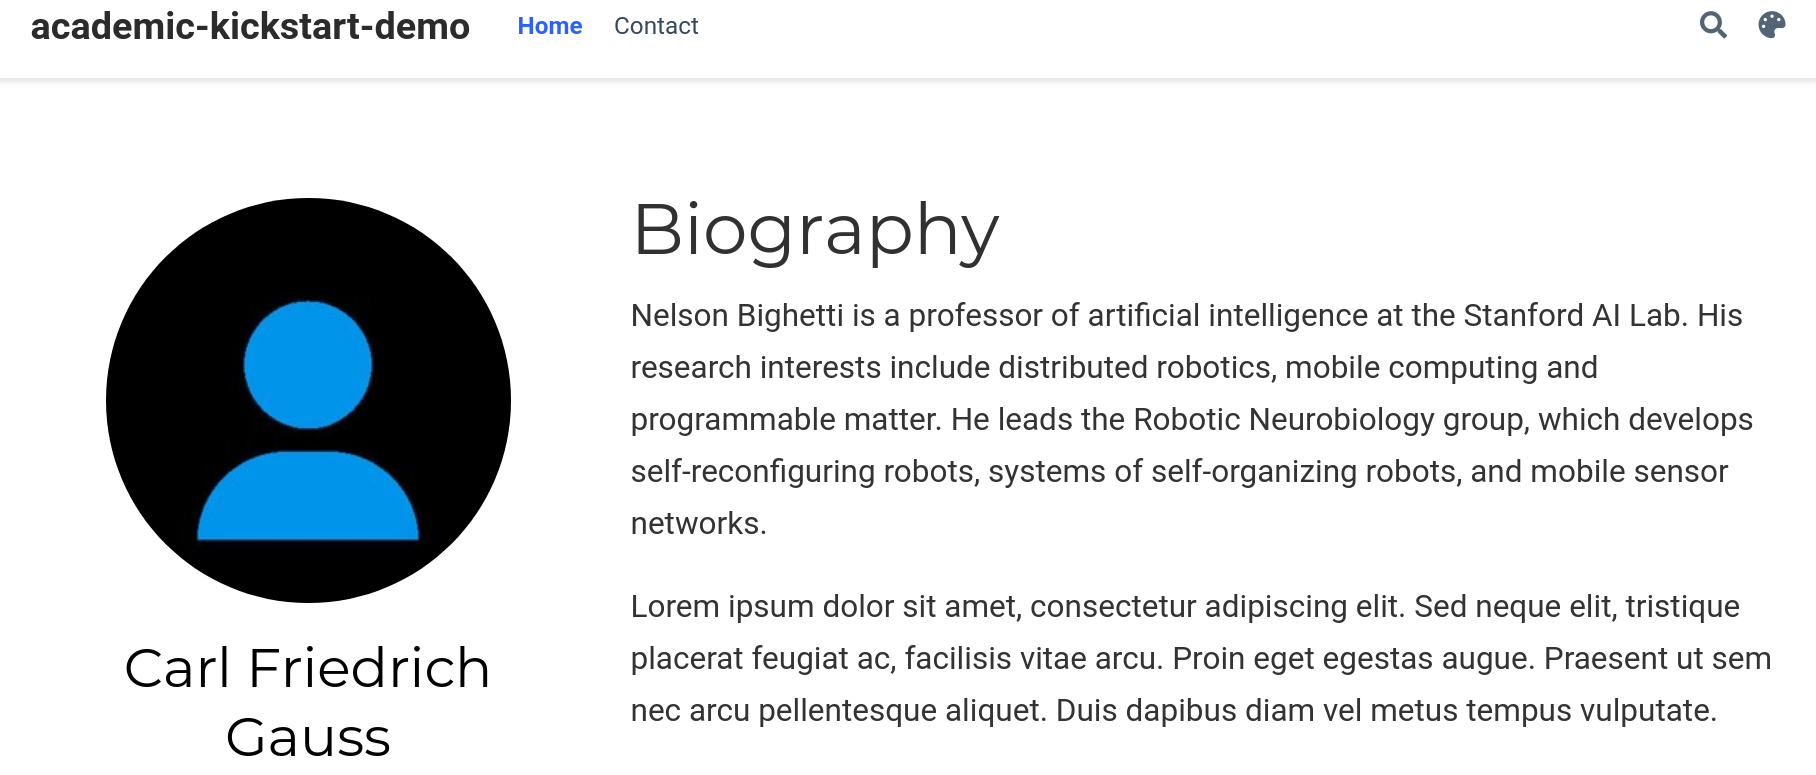 academic-kickstart-demo Home Contact
Biography
Nelson Bighetti is a professor of artificial intelligence at the Stanford AI Lab. His
research interests include distributed robotics, mobile computing and
programmable matter. He leads the Robotic Neurobiology group, which develops
self-reconfiguring robots, systems of self-organizing robots, and mobile sensor
networks.
Lorem ipsum dolor sit amet, consectetur adipiscing elit. Sed neque elit, tristique
placerat feugiat ac, facilisis vitae arcu. Proin eget egestas augue. Praesent ut sem
nec arcu pellentesque aliquet. Duis dapibus diam vel metus tempus vulputate.
Carl Friedrich
Gauss